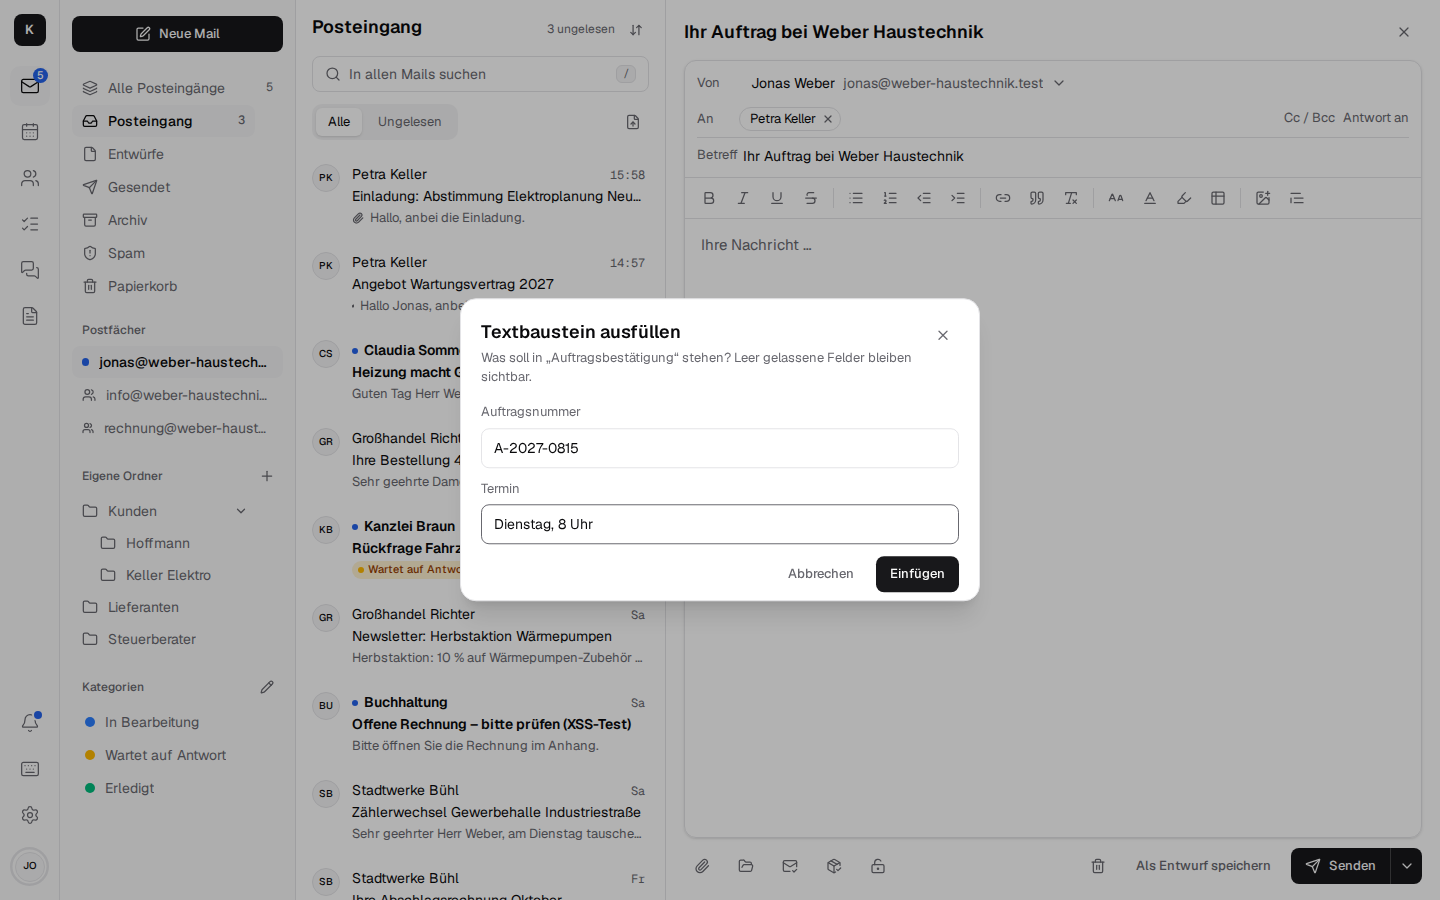 K
5
Neue Mail
Alle Posteingänge 5
Posteingang 3
Entwürfe
Gesendet
Archiv
Spam
Papierkorb
Postfächer
jonas@weber-haustech...
info@weber-haustechni...
rechnung@weber-haust...
Eigene Ordner
Kunden
Hoffmann
Keller Elektro
Lieferanten
Steuerberater
Kategorien
In Bearbeitung
Wartet auf Antwort
Erledigt
JO
Posteingang 3 ungelesen
In allen Mails suchen /
Alle Ungelesen
PK Petra Keller 15:58
Einladung: Abstimmung Elektroplanung Neu...
Hallo, anbei die Einladung.
PK Petra Keller 14:57
Angebot Wartungsvertrag 2027
Hallo Jonas, anbe
CS Claudia Somm
Heizung macht G
Guten Tag Herr We
GR Großhandel Richt
Ihre Bestellung 4
Sehr geehrte Dam
KB Kanzlei Braun
Rückfrage Fahrz
Wartet auf Antwo
GR Großhandel Richter Sa
Newsletter: Herbstaktion Wärmepumpen
Herbstaktion: 10 % auf Wärmepumpen-Zubehör ...
BU Buchhaltung Sa
Offene Rechnung – bitte prüfen (XSS-Test)
Bitte öffnen Sie die Rechnung im Anhang.
SB Stadtwerke Bühl Sa
Zählerwechsel Gewerbehalle Industriestraße
Sehr geehrter Herr Weber, am Dienstag tausche...
SB Stadtwerke Bühl Fr
Ihre Abschlagsrechnung Oktober
Ihr Auftrag bei Weber Haustechnik
Von Jonas Weber jonas@weber-haustechnik.test
An Petra Keller Cc / Bcc Antwort an
Betreff Ihr Auftrag bei Weber Haustechnik
Ihre Nachricht ...
Textbaustein ausfüllen
Was soll in „Auftragsbestätigung“ stehen? Leer gelassene Felder bleiben
sichtbar.
Auftragsnummer
A-2027-0815
Termin
Dienstag, 8 Uhr
Abbrechen Einfügen
Als Entwurf speichern Senden